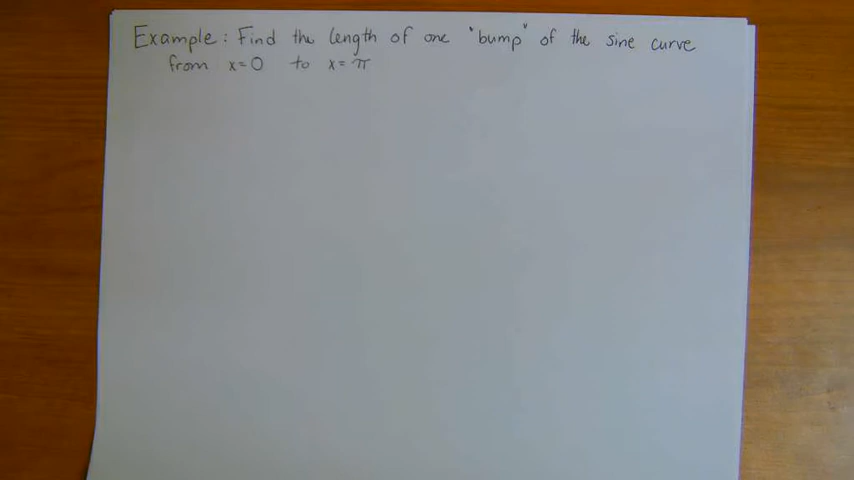 Example: Find the length of one "bump" of the sine curve
from x=0 to x=π